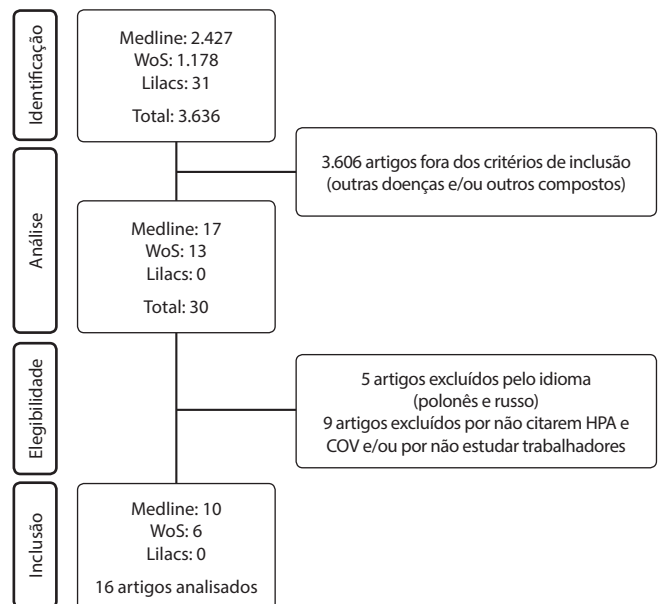 Identificação
Medline: 2.427
WoS: 1.178
Lilacs: 31
Total: 3.636
3.606 artigos fora dos critérios de inclusão
(outras doenças e/ou outros compostos)
Análise
Medline: 17
WoS: 13
Lilacs: 0
Total: 30
Elegibilidade
5 artigos excluídos pelo idioma
(polonês e russo)
9 artigos excluídos por não citarem HPA e
COV e/ou por não estudar trabalhadores
Inclusão
Medline: 10
WoS: 6
Lilacs: 0
16 artigos analisados